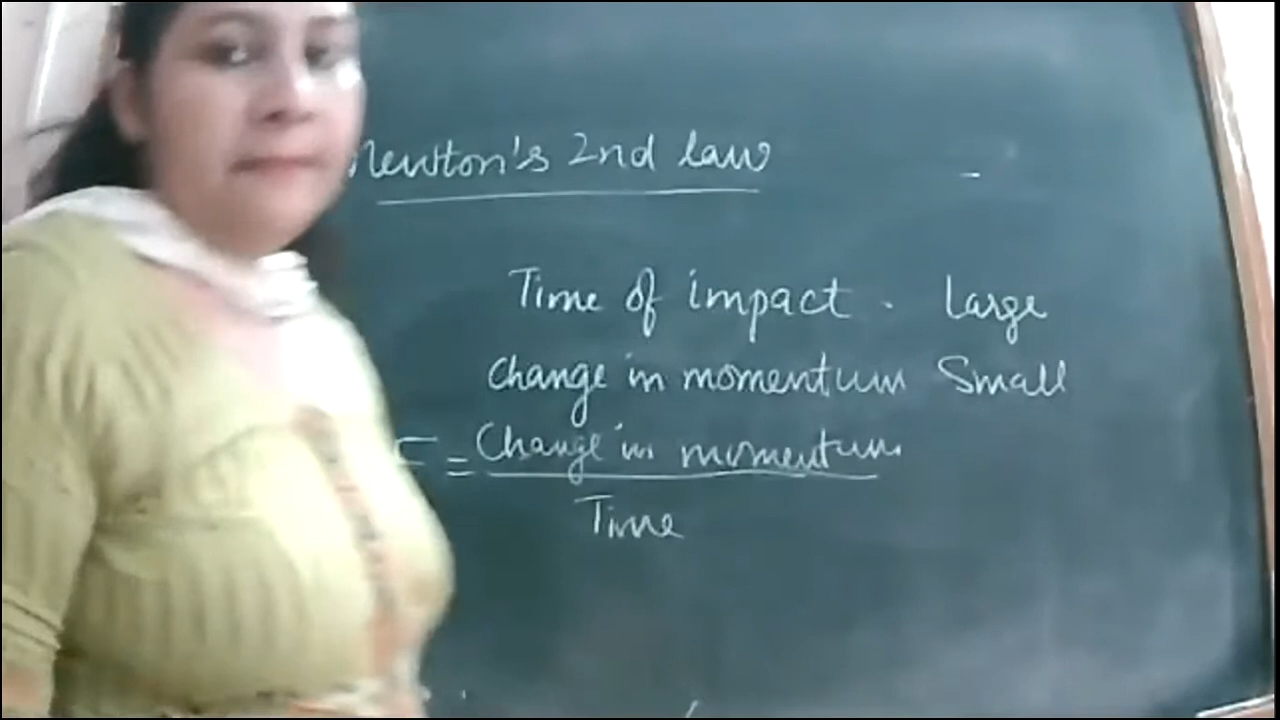 Newton's 2nd law
Time of impact . Large
Change in momentum Small
F = Change in momentum
Time